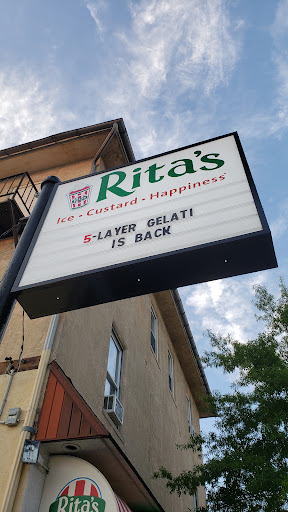 Rita's
Ice - Custard - Happiness
5-LAYER GELATI
IS BACK
Rita's